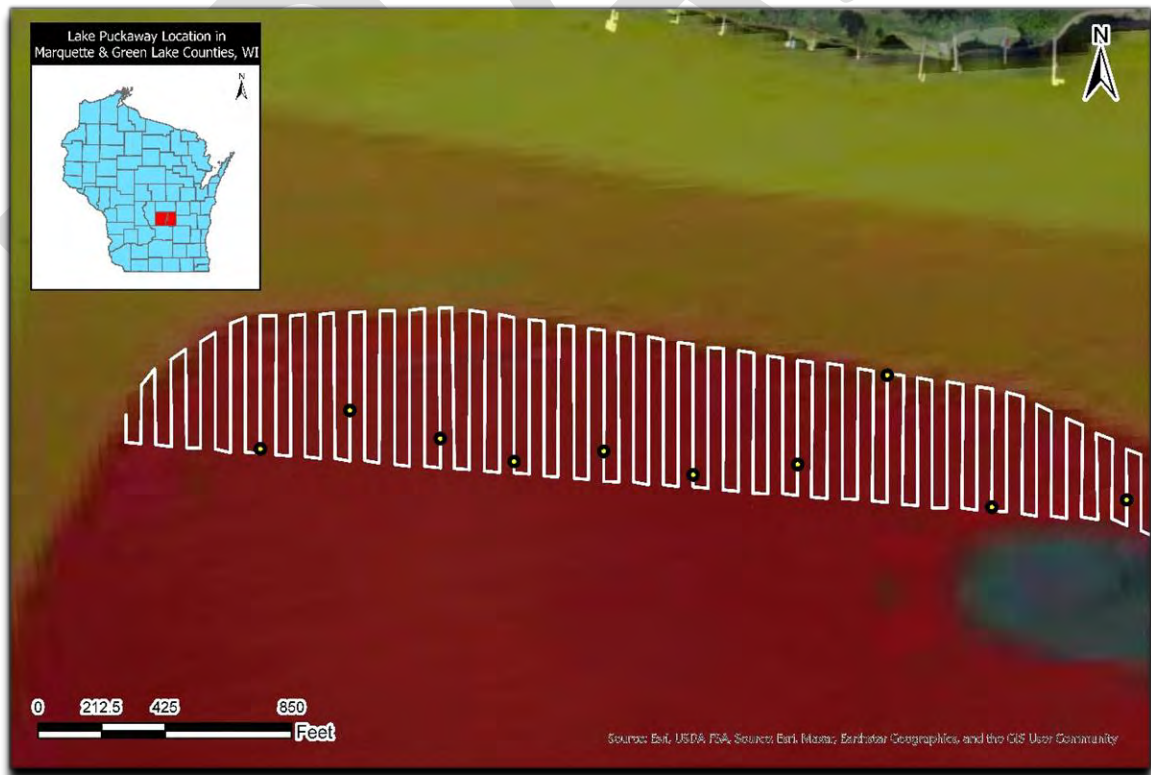 Lake Puckaway Location in
Marquette & Green Lake Counties, WI
N
N
0 212.5 425 850
Feet
Source: Esri, USDA FSA, Source: Esri, Maxar, Earthstar Geographics, and the GIS User Community